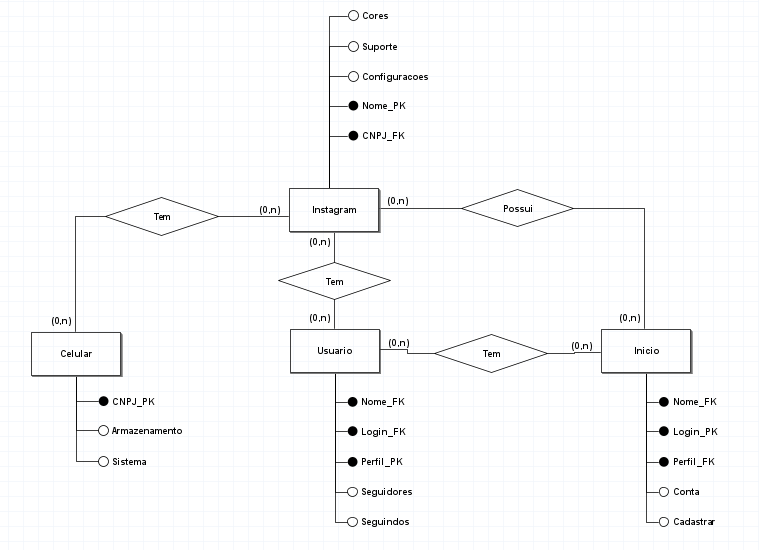 Cores
Suporte
Configuracoes
Nome_PK
CNPJ_FK
Tem
(0,n)
Instagram
(0,n)
Possui
(0,n)
Tem
(0,n)
(0,n)
(0,n)
Celular
Usuario
(0,n)
Tem
(0,n)
Inicio
CNPJ_PK
Armazenamento
Sistema
Nome_FK
Login_FK
Perfil_PK
Seguidores
Seguindos
Nome_FK
Login_PK
Perfil_FK
Conta
Cadastrar